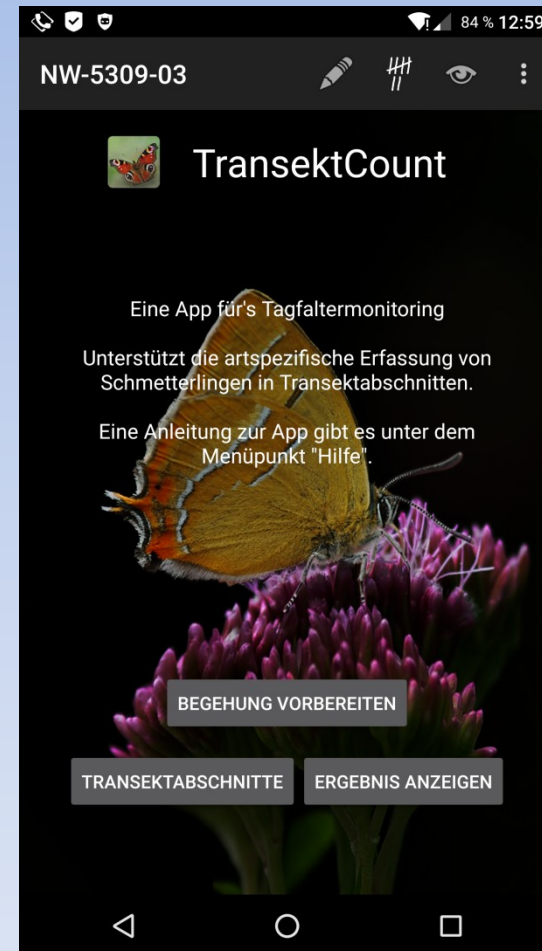 84 % 12:59
NW-5309-03
TransektCount
Eine App für's Tagfaltermonitoring
Unterstützt die artspezifische Erfassung von
Schmetterlingen in Transektabschnitten.
Eine Anleitung zur App gibt es unter dem
Menüpunkt "Hilfe".
BEGEHUNG VORBEREITEN
TRANSEKTABSCHNITTE ERGEBNIS ANZEIGEN